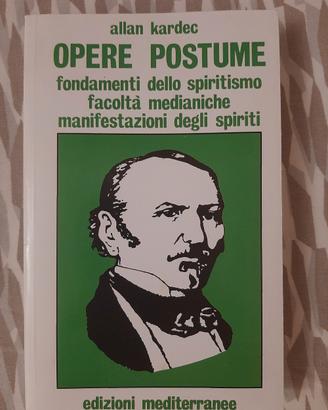 allan kardec
OPERE POSTUME
fondamenti dello spiritismo
facoltà medianiche
manifestazioni degli spiriti
edizioni mediterranee